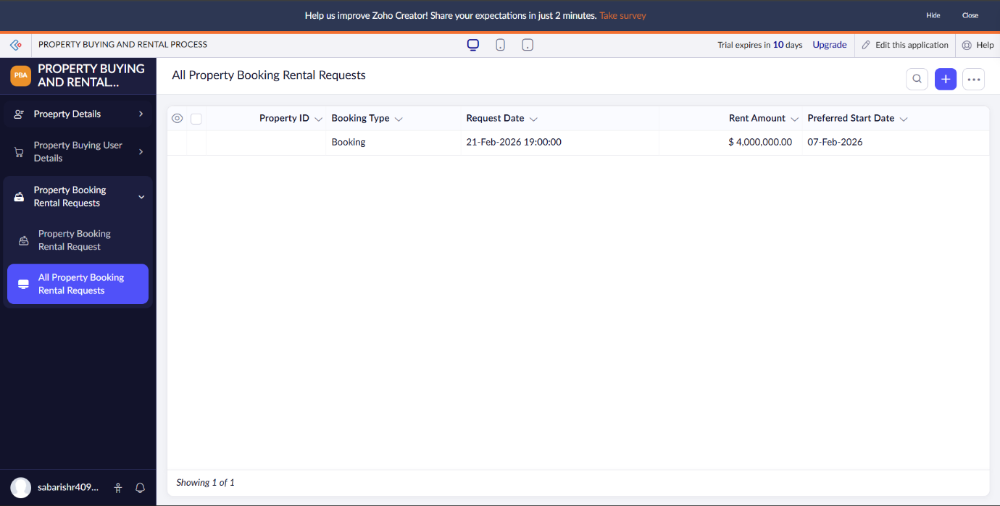 Help us improve Zoho Creator! Share your expectations in just 2 minutes. Take survey
Hide
Close
PROPERTY BUYING AND RENTAL PROCESS
Trial expires in 10 days
Upgrade
Edit this application
Help
PBA
PROPERTY BUYING
AND RENTAL...
Proeprty Details
Property Buying User
Details
Property Booking
Rental Requests
Property Booking
Rental Request
All Property Booking
Rental Requests
sabarishr409...
All Property Booking Rental Requests
Property ID Booking Type Request Date Rent Amount Preferred Start Date
Booking 21-Feb-2026 19:00:00 $ 4,000,000.00 07-Feb-2026
Showing 1 of 1